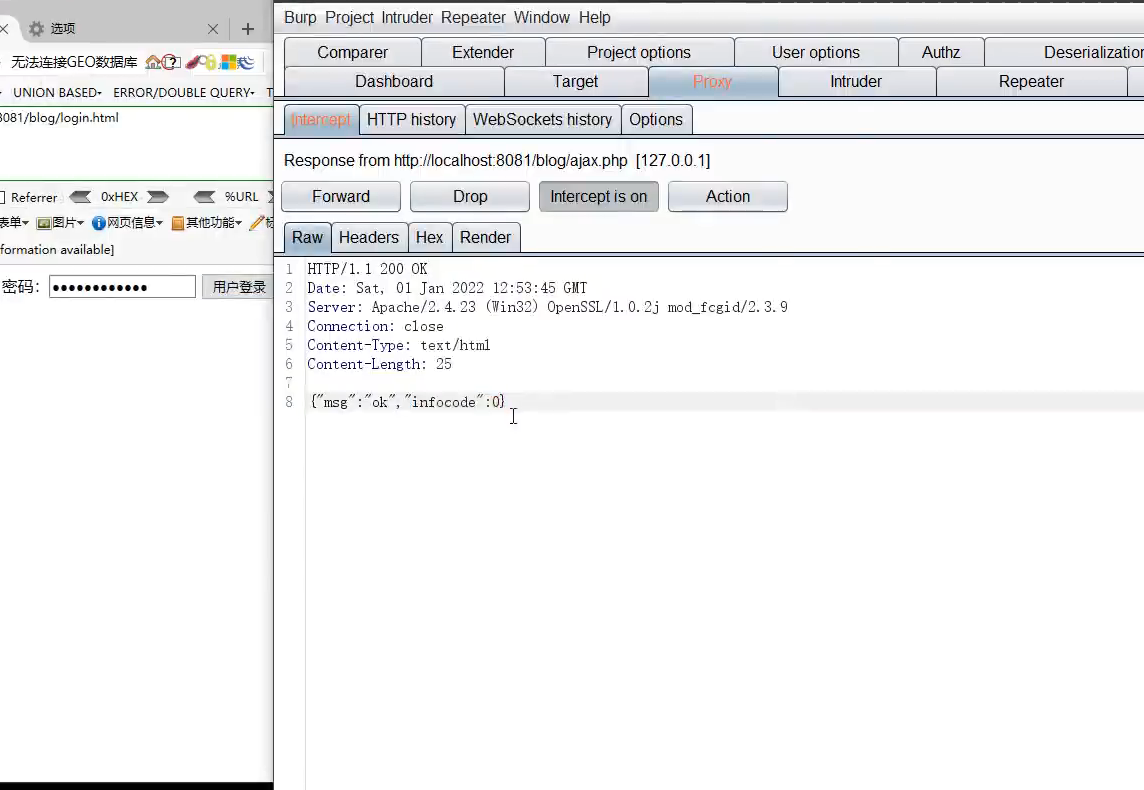 选项
无法连接GEO数据库
UNION BASED ERROR/DOUBLE QUERY
8081/blog/login.html
Referrer 0xHEX %URL
表单 图片 网页信息 其他功能
formation available]
密码： ●●●●●●●●●●●● 用户登录
Burp Project Intruder Repeater Window Help
Comparer Extender Project options User options Authz Deserializatio
Dashboard Target Proxy Intruder Repeater
Intercept HTTP history WebSockets history Options
Response from http://localhost:8081/blog/ajax.php [127.0.0.1]
Forward Drop Intercept is on Action
Raw Headers Hex Render
1 HTTP/1.1 200 OK
2 Date: Sat, 01 Jan 2022 12:53:45 GMT
3 Server: Apache/2.4.23 (Win32) OpenSSL/1.0.2j mod_fcgid/2.3.9
4 Connection: close
5 Content-Type: text/html
6 Content-Length: 25
7
8 {"msg":"ok","infocode":0}